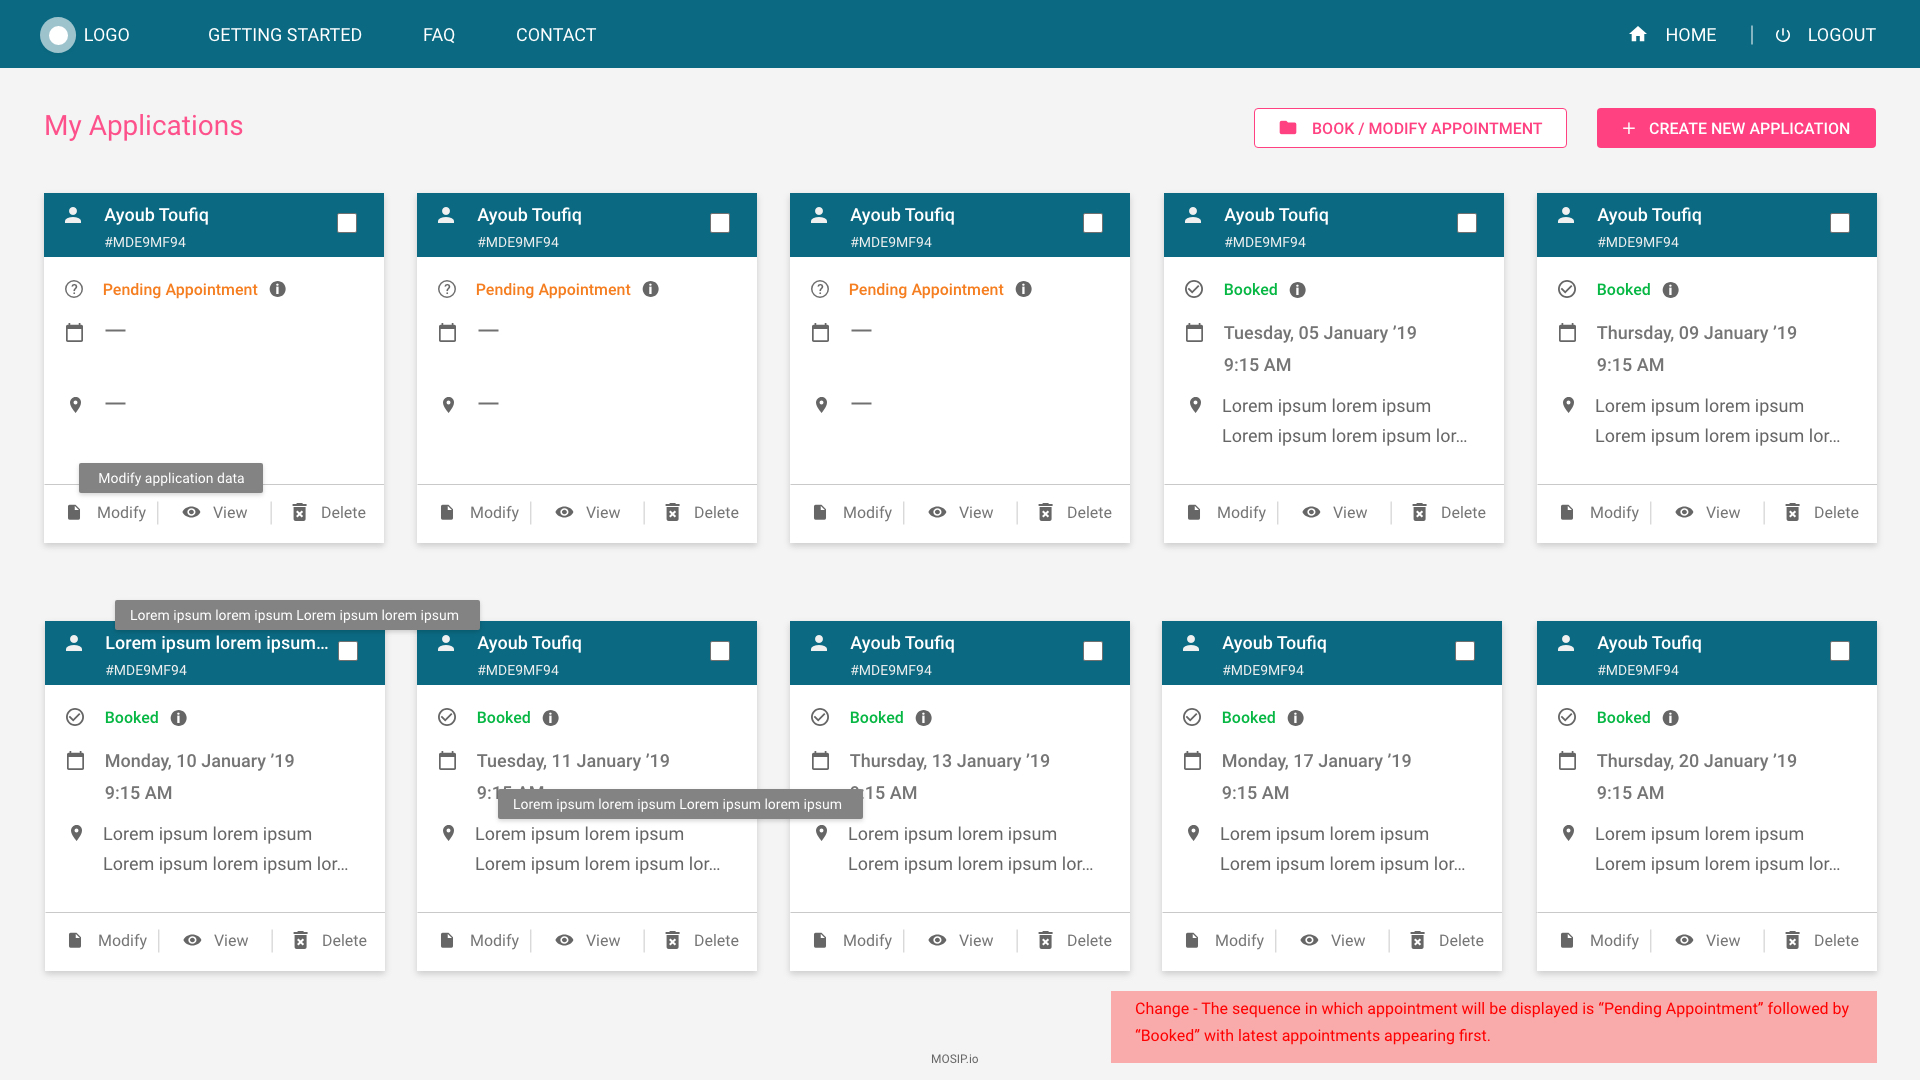 LOGO
GETTING STARTED
FAQ
CONTACT
HOME
LOGOUT
My Applications
BOOK / MODIFY APPOINTMENT
CREATE NEW APPLICATION
Ayoub Toufiq
#MDE9MF94
Pending Appointment
Modify application data
Modify
View
Delete
Ayoub Toufiq
#MDE9MF94
Pending Appointment
Modify
View
Delete
Ayoub Toufiq
#MDE9MF94
Pending Appointment
Modify
View
Delete
Ayoub Toufiq
#MDE9MF94
Booked
Tuesday, 05 January ’19
9:15 AM
Lorem ipsum lorem ipsum
Lorem ipsum lorem ipsum lor...
Modify
View
Delete
Ayoub Toufiq
#MDE9MF94
Booked
Thursday, 09 January ’19
9:15 AM
Lorem ipsum lorem ipsum
Lorem ipsum lorem ipsum lor...
Modify
View
Delete
Lorem ipsum lorem ipsum Lorem ipsum lorem ipsum
Lorem ipsum lorem ipsum...
#MDE9MF94
Booked
Monday, 10 January ’19
9:15 AM
Lorem ipsum lorem ipsum
Lorem ipsum lorem ipsum lor...
Modify
View
Delete
Ayoub Toufiq
#MDE9MF94
Booked
Tuesday, 11 January ’19
Lorem ipsum lorem ipsum Lorem ipsum lorem ipsum
Lorem ipsum lorem ipsum
Lorem ipsum lorem ipsum lor...
Modify
View
Delete
Ayoub Toufiq
#MDE9MF94
Booked
Thursday, 13 January ’19
AM
Lorem ipsum lorem ipsum
Lorem ipsum lorem ipsum lor...
Modify
View
Delete
Ayoub Toufiq
#MDE9MF94
Booked
Monday, 17 January ’19
9:15 AM
Lorem ipsum lorem ipsum
Lorem ipsum lorem ipsum lor...
Modify
View
Delete
Ayoub Toufiq
#MDE9MF94
Booked
Thursday, 20 January ’19
9:15 AM
Lorem ipsum lorem ipsum
Lorem ipsum lorem ipsum lor...
Modify
View
Delete
Change - The sequence in which appointment will be displayed is “Pending Appointment” followed by
“Booked” with latest appointments appearing first.
MOSIP.io